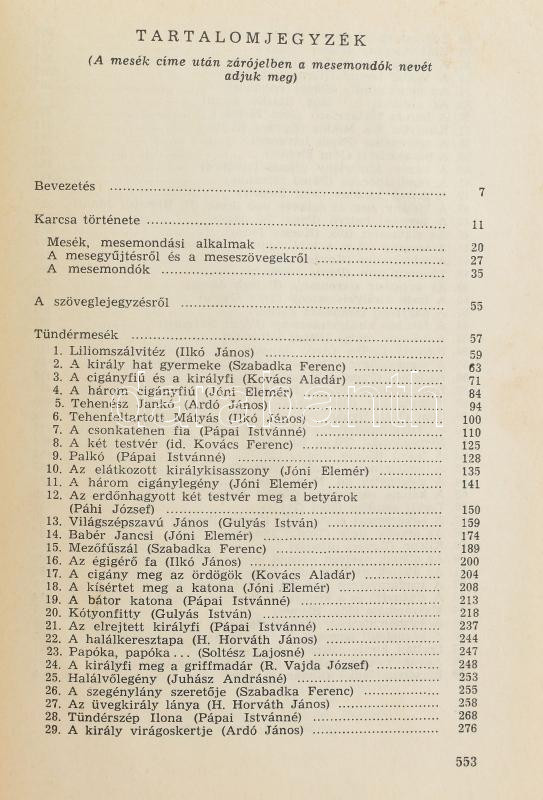 TARTALOMJEGYZÉK
(A mesék címe után zárójelben a mesemondók nevét
adjuk meg)
Bevezetés 7
Karcsa története 11
Mesék, mesemondási alkalmak 20
A mesegyűjtésről és a meseszövegekről 27
A mesemondók 35
A szöveglejegyzésről 55
Tündérmesék 57
1. Liliomszálvitéz (Ilkó János) 59
2. A király hat gyermeke (Szabadka Ferenc) 63
3. A cigányfiú és a királyfi (Kovács Aladár) 71
4. A három cigányfiú (Jóni Elemér) 84
5. Tehenész Jankó (Ardó János) 94
6. Tehenfeltartott Mályás (Ilkó János) 100
7. A csonkatehen fia (Pápai Istvánné) 110
8. A két testvér (id. Kovács Ferenc) 125
9. Palkó (Pápai Istvánné) 128
10. Az elátkozott királykisasszony (Jóni Elemér) 135
11. A három cigánylegény (Jóni Elemér) 141
12. Az erdőnhagyott két testvér meg a betyárok
(Páhi József) 150
13. Világszépszavú János (Gulyás István) 159
14. Babér Jancsi (Jóni Elemér) 174
15. Mezőfűszál (Szabadka Ferenc) 189
16. Az égigérő fa (Ilkó János) 200
17. A cigány meg az ördögök (Kovács Aladár) 204
18. A kísértet meg a katona (Jóni Elemér) 208
19. A bátor katona (Pápai Istvánné) 213
20. Kótyonfitty (Gulyás István) 218
21. Az elrejtett királyfi (Pápai Istvánné) 237
22. A halálkeresztapa (H. Horváth János) 244
23. Papóka, papóka... (Soltész Lajosné) 247
24. A királyfi meg a griffmadár (R. Vajda József) 248
25. Halálvőlegény (Juhász Andrásné) 253
26. A szegénylány szeretője (Szabadka Ferenc) 255
27. Az üvegkirály lánya (H. Horváth János) 258
28. Tündérszép Ilona (Pápai Istvánné) 268
29. A király virágoskertje (Ardó János) 276
553